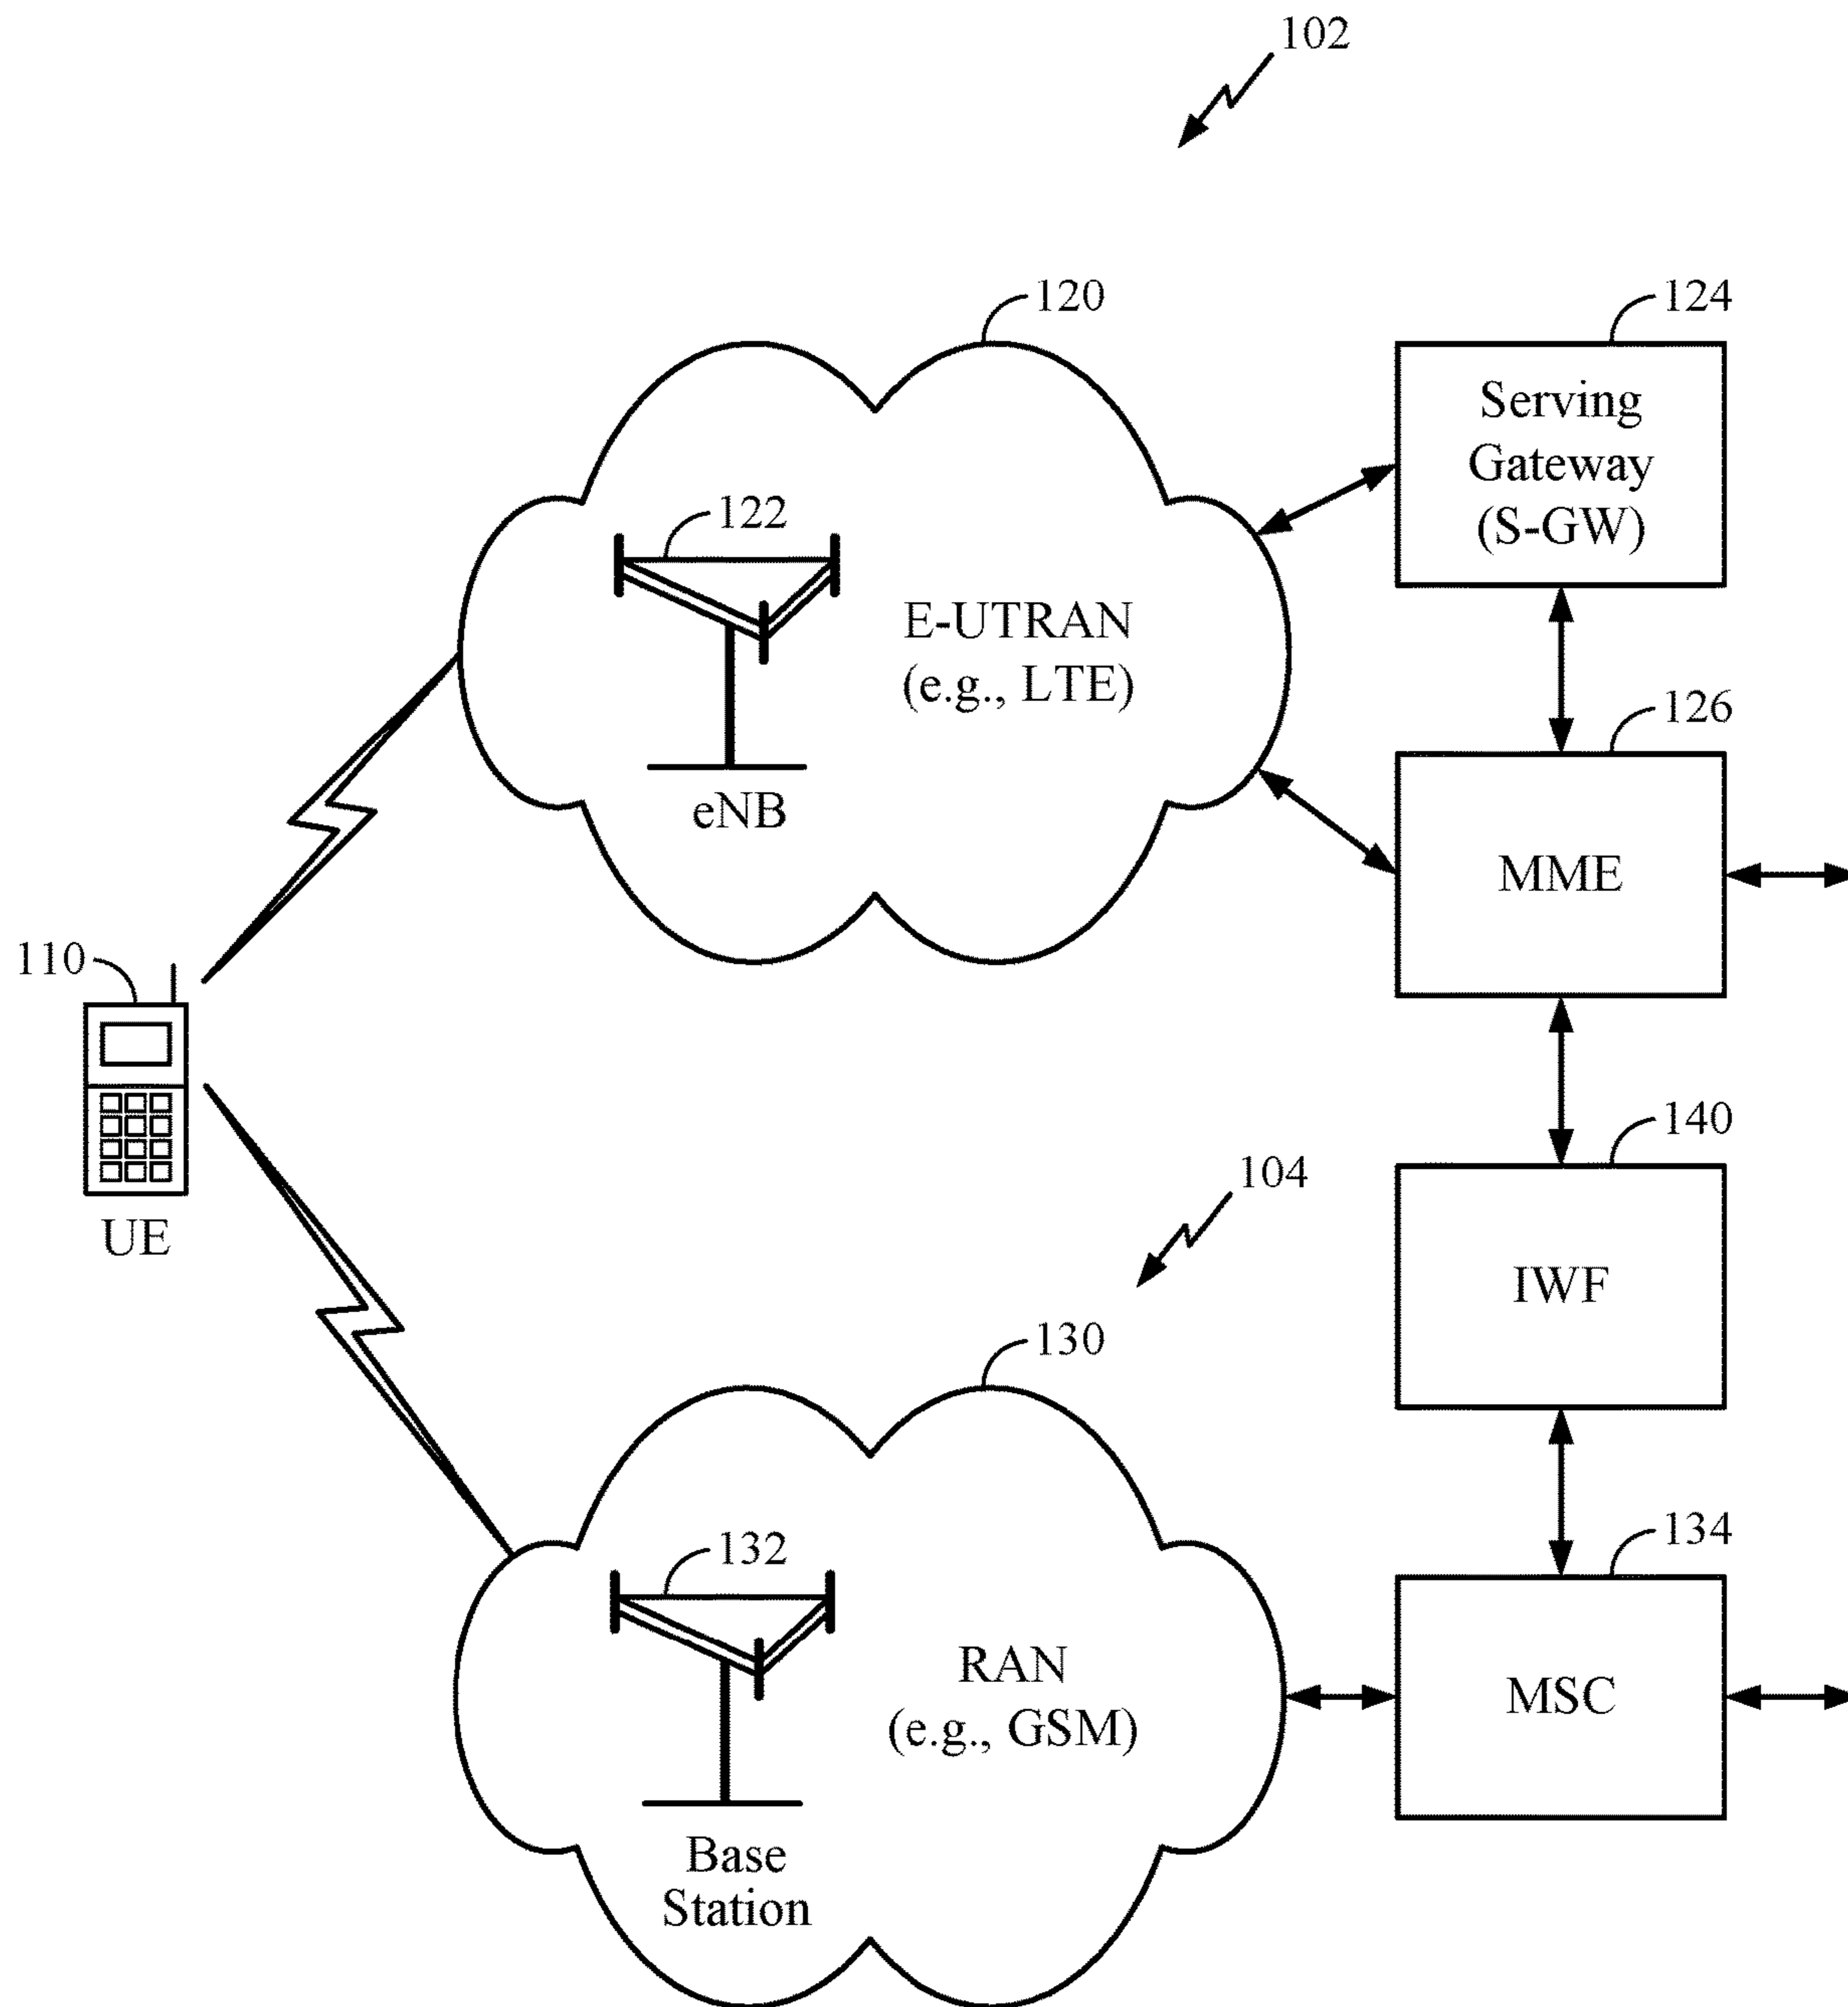 102
120
124
Serving
Gateway
(S-GW)
122
E-UTRAN
(e.g., LTE)
eNB
126
MME
110
UE
140
IWF
104
130
134
MSC
132
RAN
(e.g., GSM)
Base
Station